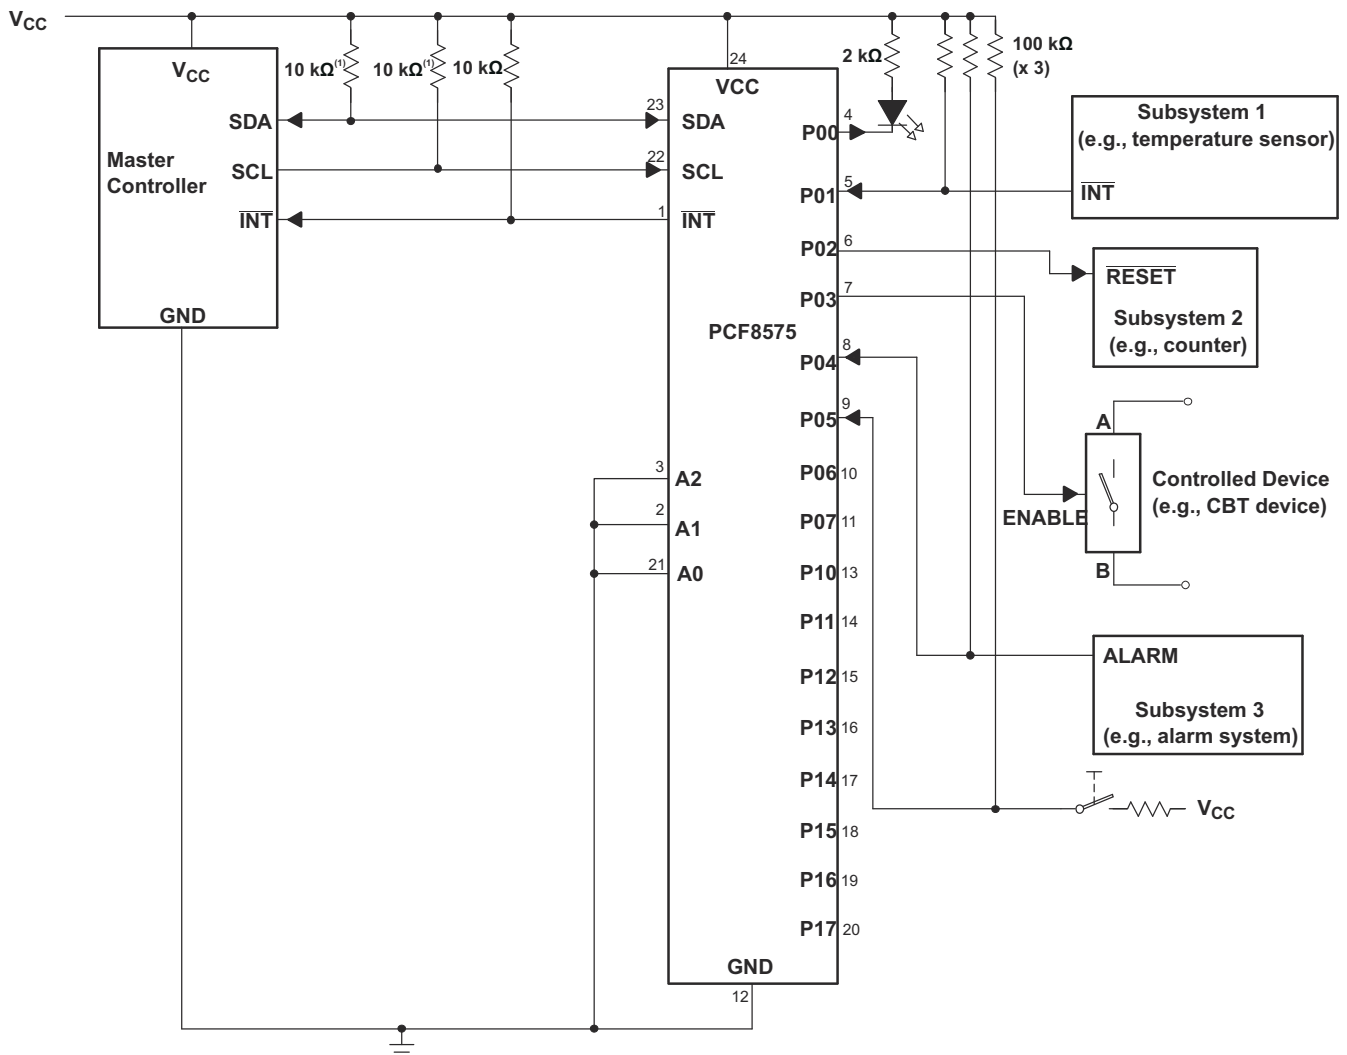 VCC
Master
Controller
VCC
SDA
SCL
INT
GND
10 kΩ(1)
10 kΩ(1)
10 kΩ
24
VCC
23
SDA
22
SCL
1
INT
PCF8575
3
A2
2
A1
21
A0
GND
12
P00
4
P01
5
P02
6
P03
7
P04
8
P05
9
P06
10
P07
11
P10
13
P11
14
P12
15
P13
16
P14
17
P15
18
P16
19
P17
20
2 kΩ
100 kΩ
(x 3)
Subsystem 1
(e.g., temperature sensor)
INT
RESET
Subsystem 2
(e.g., counter)
A
ENABLE
B
Controlled Device
(e.g., CBT device)
ALARM
Subsystem 3
(e.g., alarm system)
VCC